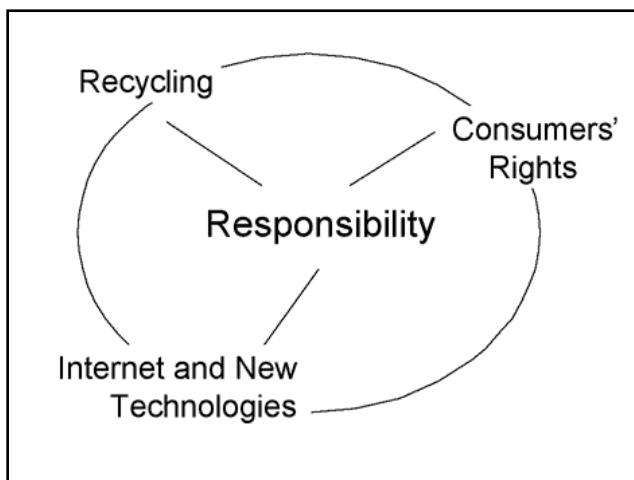 Recycling
Consumers’
Rights
Responsibility
Internet and New
Technologies